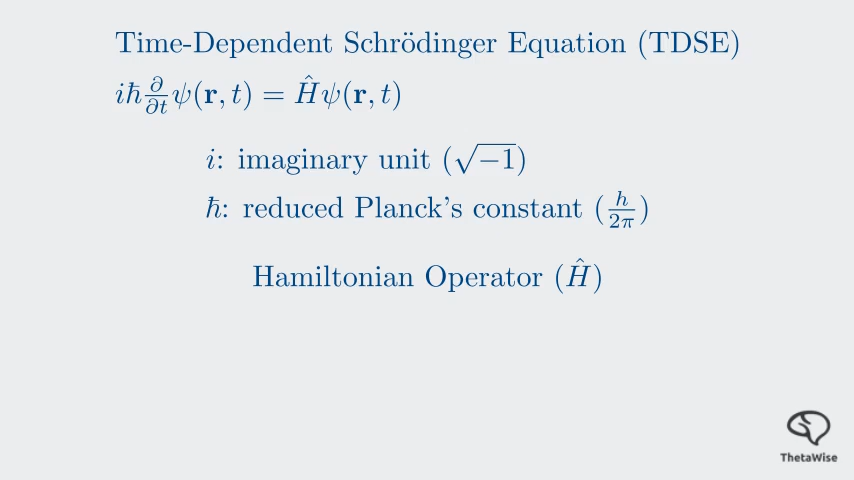 Time-Dependent Schrödinger Equation (TDSE)
iħ ∂/∂t ψ(𝐫, t) = Ĥψ(𝐫, t)
i: imaginary unit (√−1)
ħ: reduced Planck's constant (h/2π)
Hamiltonian Operator (Ĥ)
ThetaWise